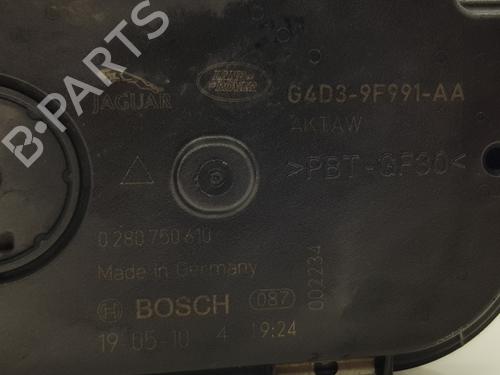 B-PARTS
JAGUAR
LAND ROVER
G4D3-9F991-AA
AKTAW
>PBT-GF30<
0 280 750 610
Made in Germany
BOSCH
087
002234
19-05-10 4 19:24